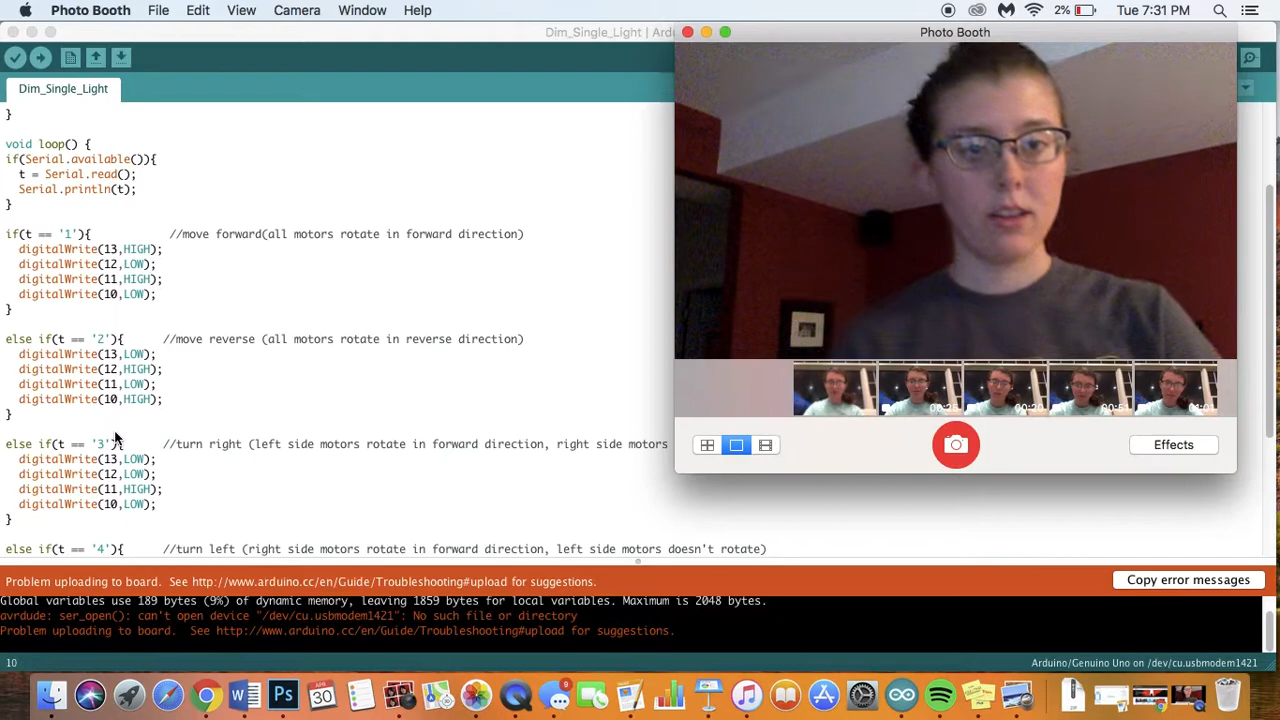 Photo Booth File Edit View Camera Window Help 2% Tue 7:31 PM
Dim_Single_Light | Ardu
Photo Booth
Dim_Single_Light
}
void loop() {
if(Serial.available()){
t = Serial.read();
Serial.println(t);
}
if(t == '1'){ //move forward(all motors rotate in forward direction)
digitalWrite(13,HIGH);
digitalWrite(12,LOW);
digitalWrite(11,HIGH);
digitalWrite(10,LOW);
}
else if(t == '2'){ //move reverse (all motors rotate in reverse direction)
digitalWrite(13,LOW);
digitalWrite(12,HIGH);
digitalWrite(11,LOW);
digitalWrite(10,HIGH);
}
else if(t == '3'){ //turn right (left side motors rotate in forward direction, right side motors
digitalWrite(13,LOW);
digitalWrite(12,LOW);
digitalWrite(11,HIGH);
digitalWrite(10,LOW);
}
else if(t == '4'){ //turn left (right side motors rotate in forward direction, left side motors doesn't rotate)
Effects
Problem uploading to board. See http://www.arduino.cc/en/Guide/Troubleshooting#upload for suggestions.
Copy error messages
Global variables use 189 bytes (9%) of dynamic memory, leaving 1859 bytes for local variables. Maximum is 2048 bytes.
avrdude: ser_open(): can't open device "/dev/cu.usbmodem1421": No such file or directory
Problem uploading to board. See http://www.arduino.cc/en/Guide/Troubleshooting#upload for suggestions.
10 Arduino/Genuino Uno on /dev/cu.usbmodem1421
APR
30
9